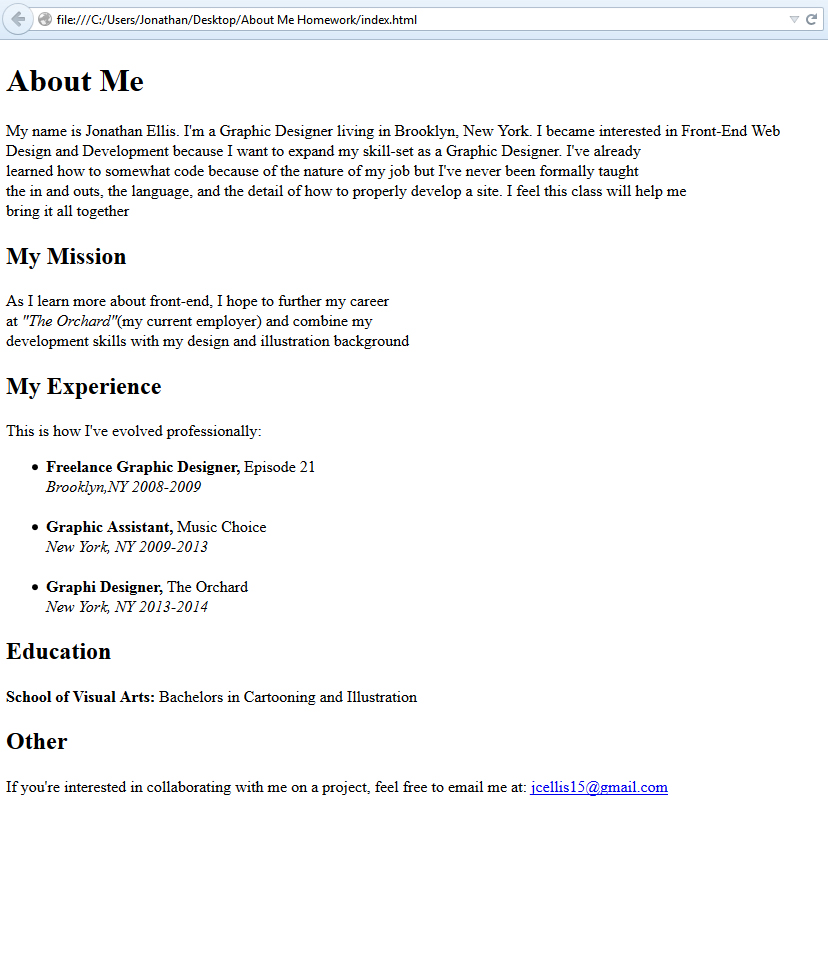 file:///C:/Users/Jonathan/Desktop/About Me Homework/index.html
About Me
My name is Jonathan Ellis. I'm a Graphic Designer living in Brooklyn, New York. I became interested in Front-End Web
Design and Development because I want to expand my skill-set as a Graphic Designer. I've already
learned how to somewhat code because of the nature of my job but I've never been formally taught
the in and outs, the language, and the detail of how to properly develop a site. I feel this class will help me
bring it all together
My Mission
As I learn more about front-end, I hope to further my career
at "The Orchard"(my current employer) and combine my
development skills with my design and illustration background
My Experience
This is how I've evolved professionally:
Freelance Graphic Designer, Episode 21
Brooklyn,NY 2008-2009
Graphic Assistant, Music Choice
New York, NY 2009-2013
Graphi Designer, The Orchard
New York, NY 2013-2014
Education
School of Visual Arts: Bachelors in Cartooning and Illustration
Other
If you're interested in collaborating with me on a project, feel free to email me at: jcellis15@gmail.com